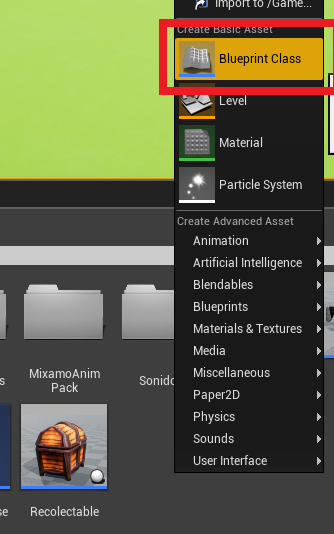 Import to /Game...
Create Basic Asset
Blueprint Class
Level
Material
Particle System
Create Advanced Asset
Animation
Artificial Intelligence
Blendables
Blueprints
Materials & Textures
Media
Miscellaneous
Paper2D
Physics
Sounds
User Interface
MixamoAnim
Pack
Sonido
Recolectable